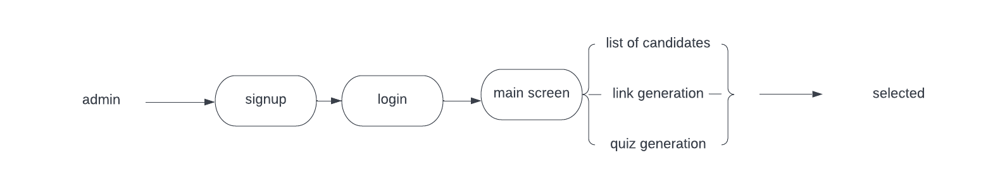 admin
signup
login
main screen
list of candidates
link generation
quiz generation
selected